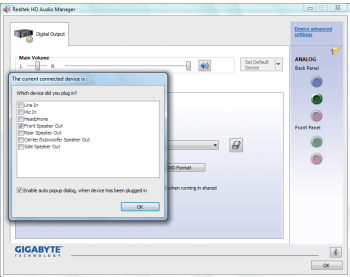 Realtek HD Audio Manager
Digital Output
Device advanced settings
Main Volume
L
R
Set Default
Device
ANALOG
Back Panel
The current connected device is :
Which device did you plug in?
Line In
Mic In
Headphone
Front Speaker Out
Rear Speaker Out
Center/Subwoofer Speaker Out
Side Speaker Out
Front Panel
DVD Format
when running in shared
Enable auto popup dialog, when device has been plugged in
OK
GIGABYTE
TECHNOLOGY
OK